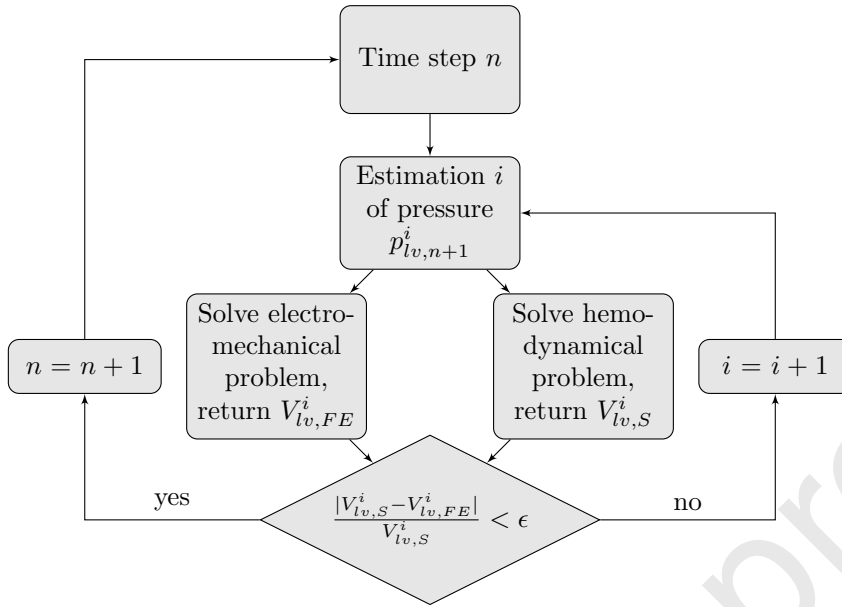 Time step n
Estimation i
of pressure
p^i_{lv,n+1}
Solve electro-
mechanical
problem,
return V^i_{lv,FE}
Solve hemo-
dynamical
problem,
return V^i_{lv,S}
n = n + 1
i = i + 1
yes
|V^i_{lv,S} − V^i_{lv,FE}| / V^i_{lv,S} < ϵ
no